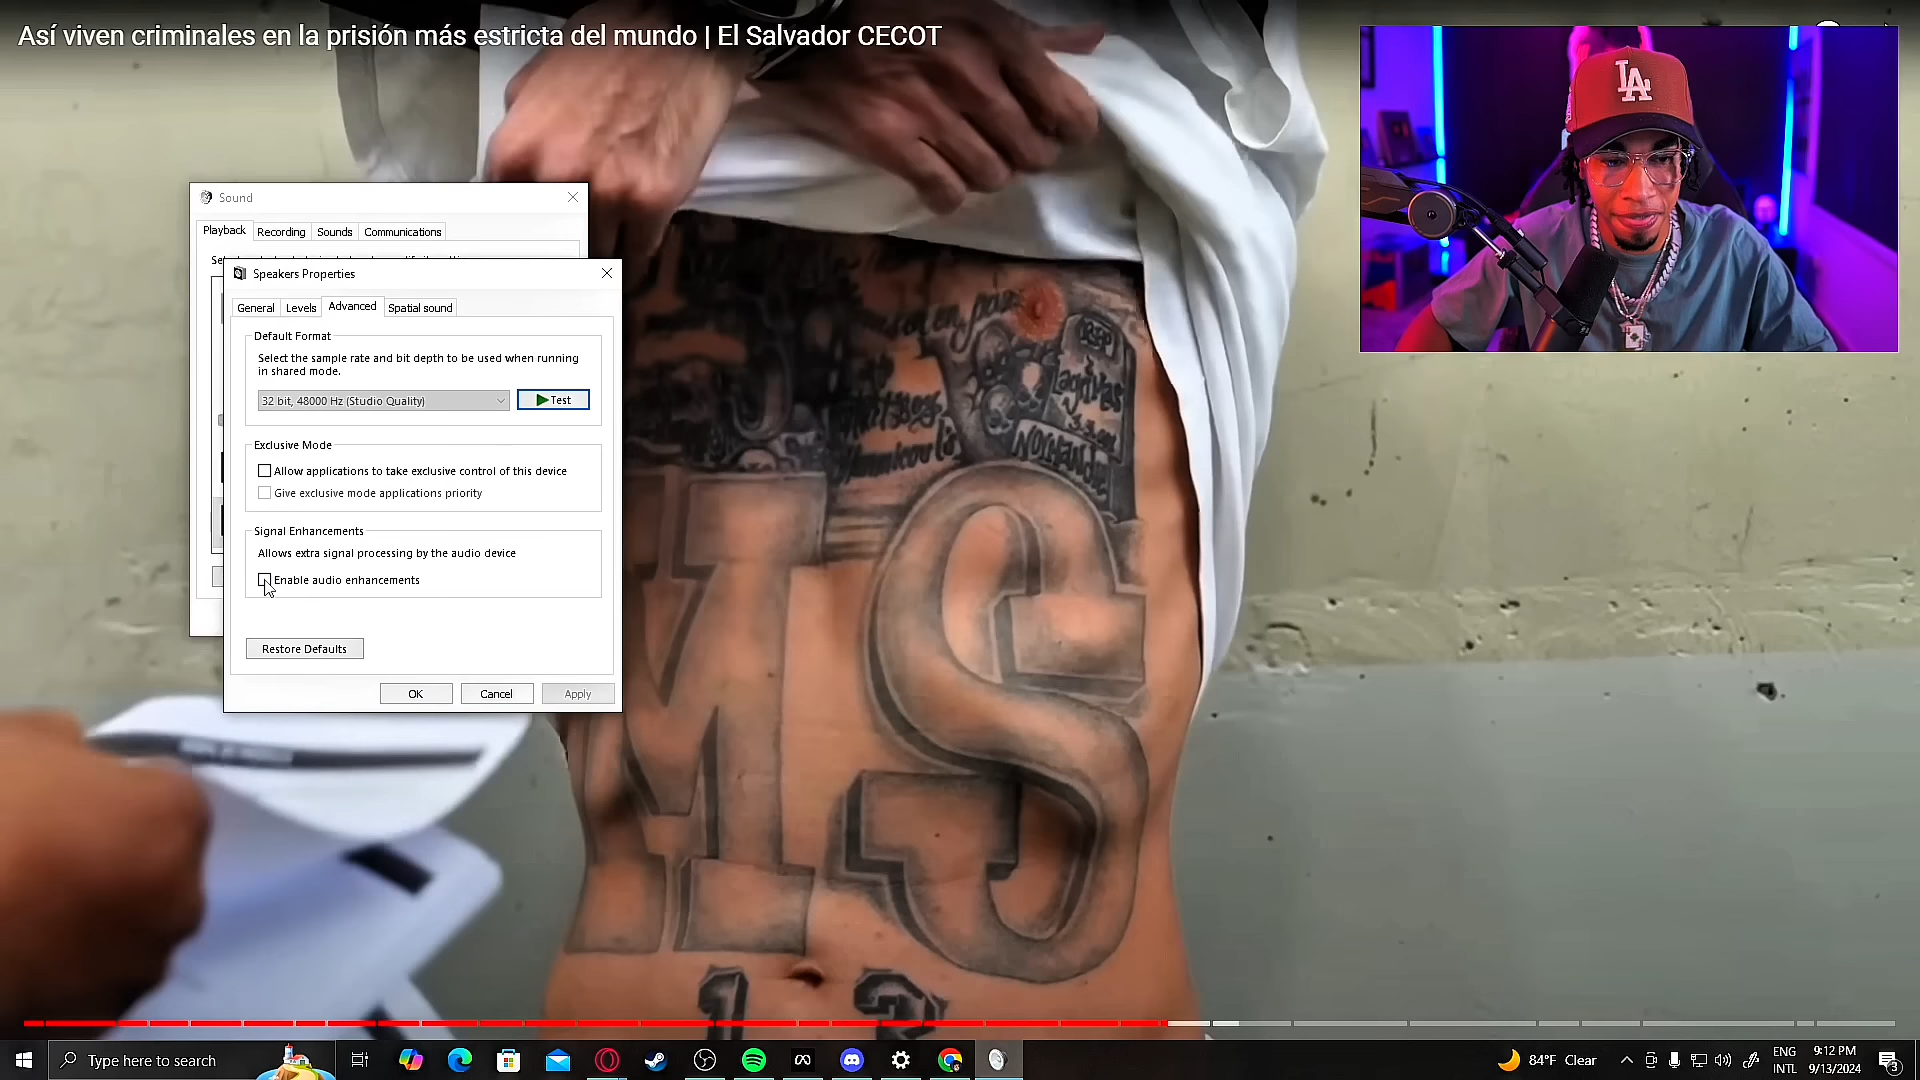 Así viven criminales en la prisión más estricta del mundo | El Salvador CECOT
LA
Sound
Playback
Recording
Sounds
Communications
Speakers Properties
General
Levels
Advanced
Spatial sound
Default Format
Select the sample rate and bit depth to be used when running
in shared mode.
32 bit, 48000 Hz (Studio Quality)
Test
Exclusive Mode
Allow applications to take exclusive control of this device
Give exclusive mode applications priority
Signal Enhancements
Allows extra signal processing by the audio device
Enable audio enhancements
Restore Defaults
OK
Cancel
Apply
Lagrimas
MS
13
Type here to search
84°F Clear
ENG
INTL
9:12 PM
9/13/2024
3